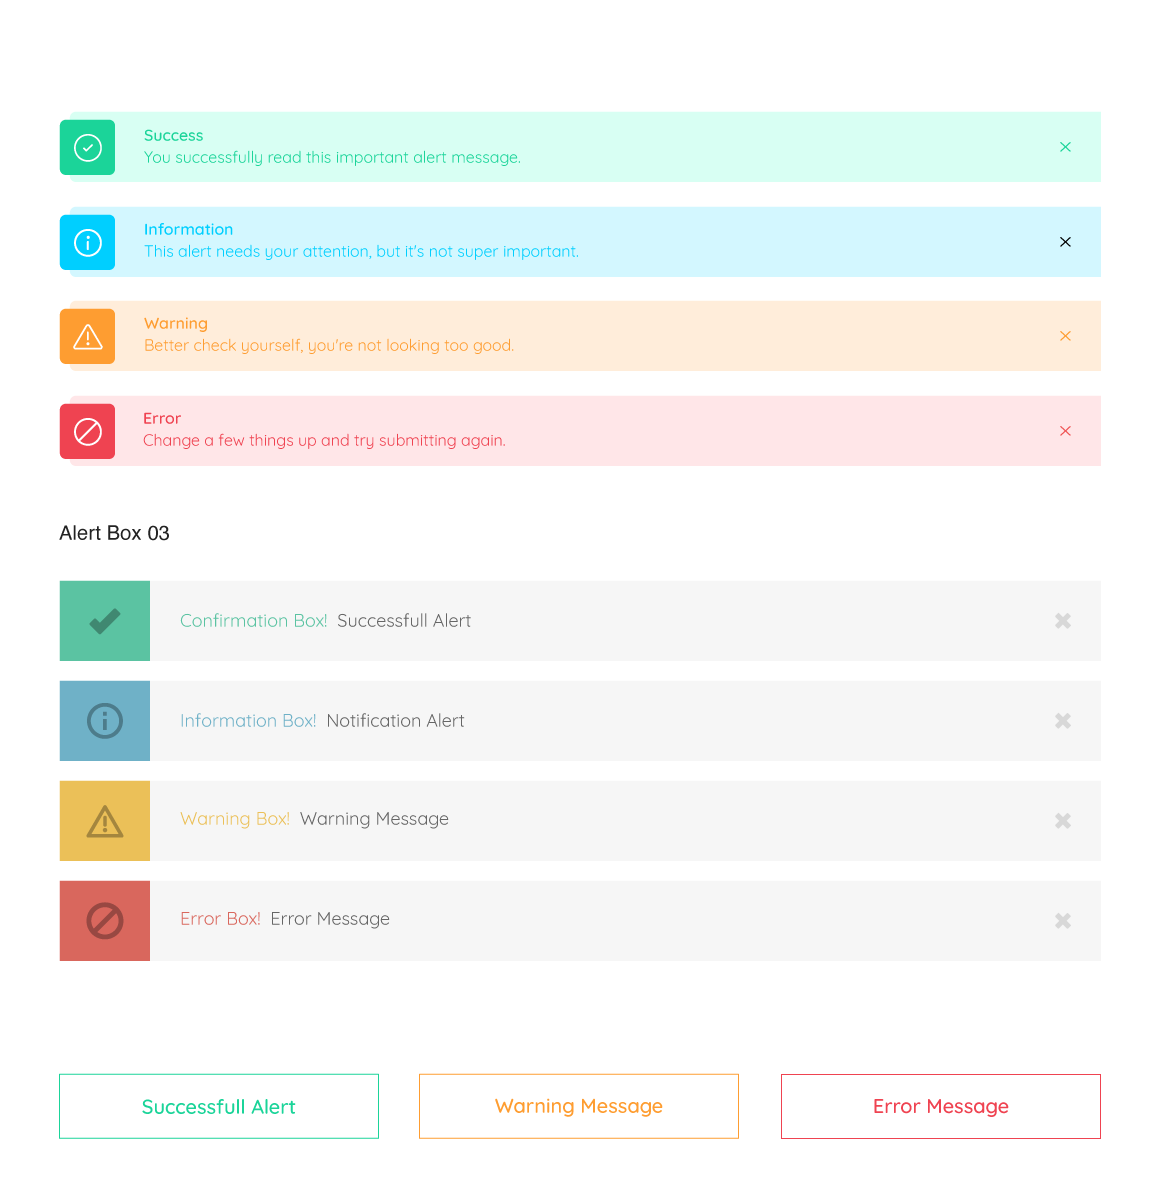 Success
You successfully read this important alert message.
Information
This alert needs your attention, but it's not super important.
Warning
Better check yourself, you're not looking too good.
Error
Change a few things up and try submitting again.
Alert Box 03
Confirmation Box! Successfull Alert
Information Box! Notification Alert
Warning Box! Warning Message
Error Box! Error Message
Successfull Alert
Warning Message
Error Message